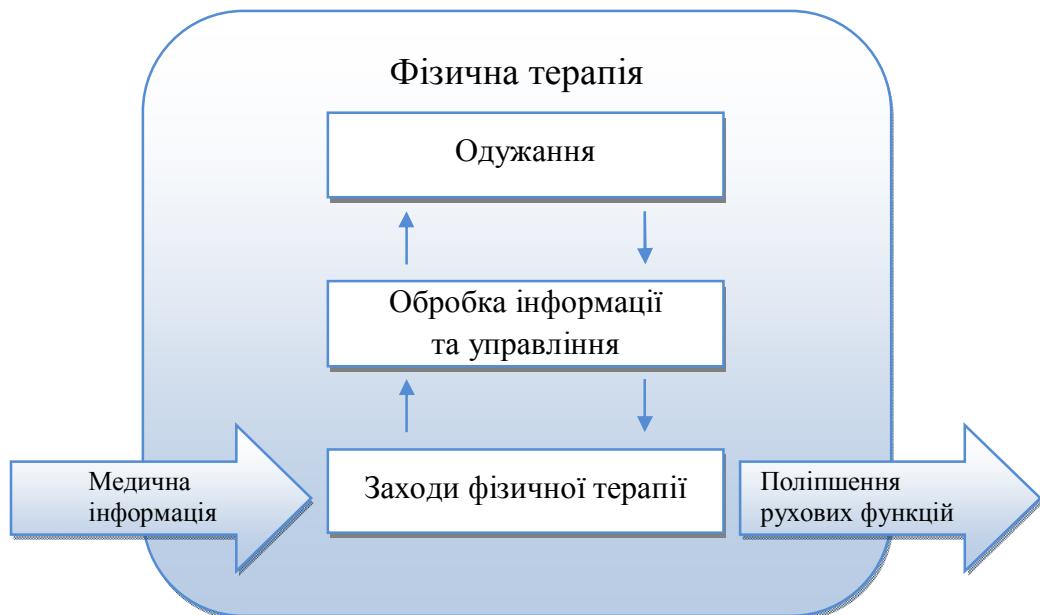 Фізична терапія
Одужання
Обробка інформації
та управління
Медична
інформація
Заходи фізичної терапії
Поліпшення
рухових функцій